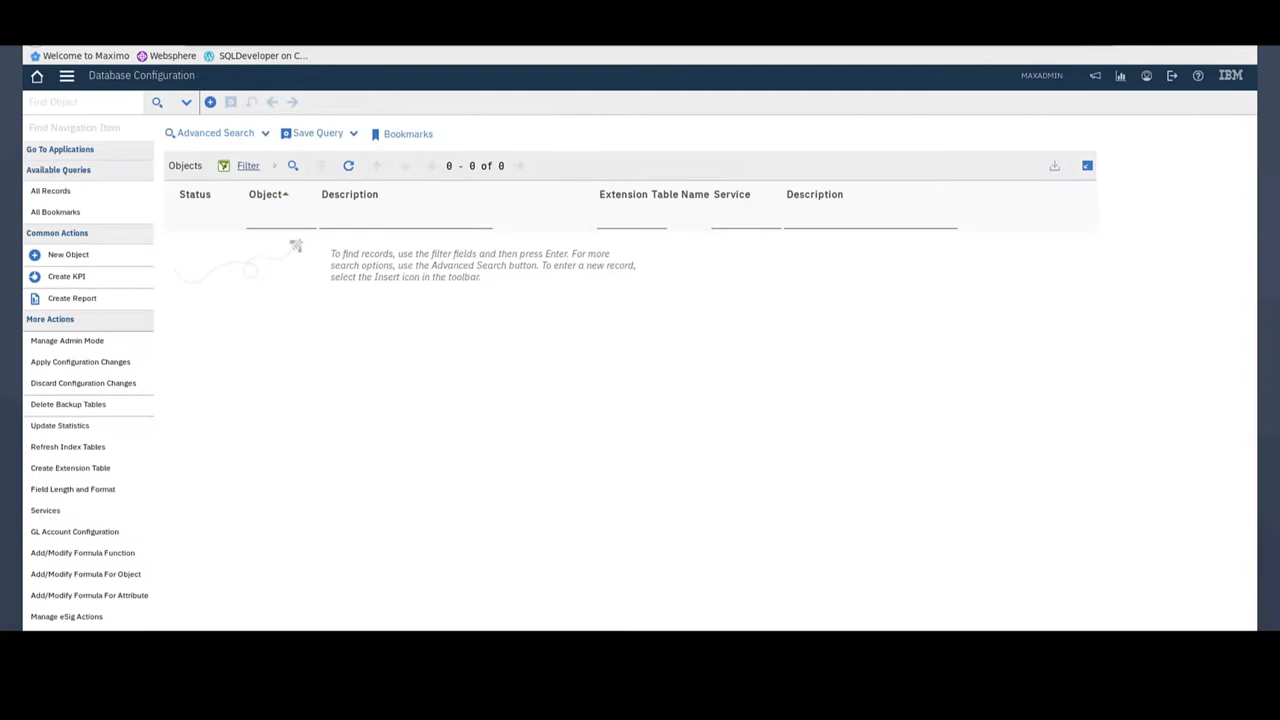 Welcome to Maximo Websphere SQLDeveloper on C...
Database Configuration MAXADMIN IBM
Find Object
Find Navigation Item
Go To Applications
Available Queries
All Records
All Bookmarks
Common Actions
New Object
Create KPI
Create Report
More Actions
Manage Admin Mode
Apply Configuration Changes
Discard Configuration Changes
Delete Backup Tables
Update Statistics
Refresh Index Tables
Create Extension Table
Field Length and Format
Services
GL Account Configuration
Add/Modify Formula Function
Add/Modify Formula For Object
Add/Modify Formula For Attribute
Manage eSig Actions
Advanced Search Save Query Bookmarks
Objects Filter 0 - 0 of 0
Status Object Description Extension Table Name Service Description
To find records, use the filter fields and then press Enter. For more
search options, use the Advanced Search button. To enter a new record,
select the Insert icon in the toolbar.